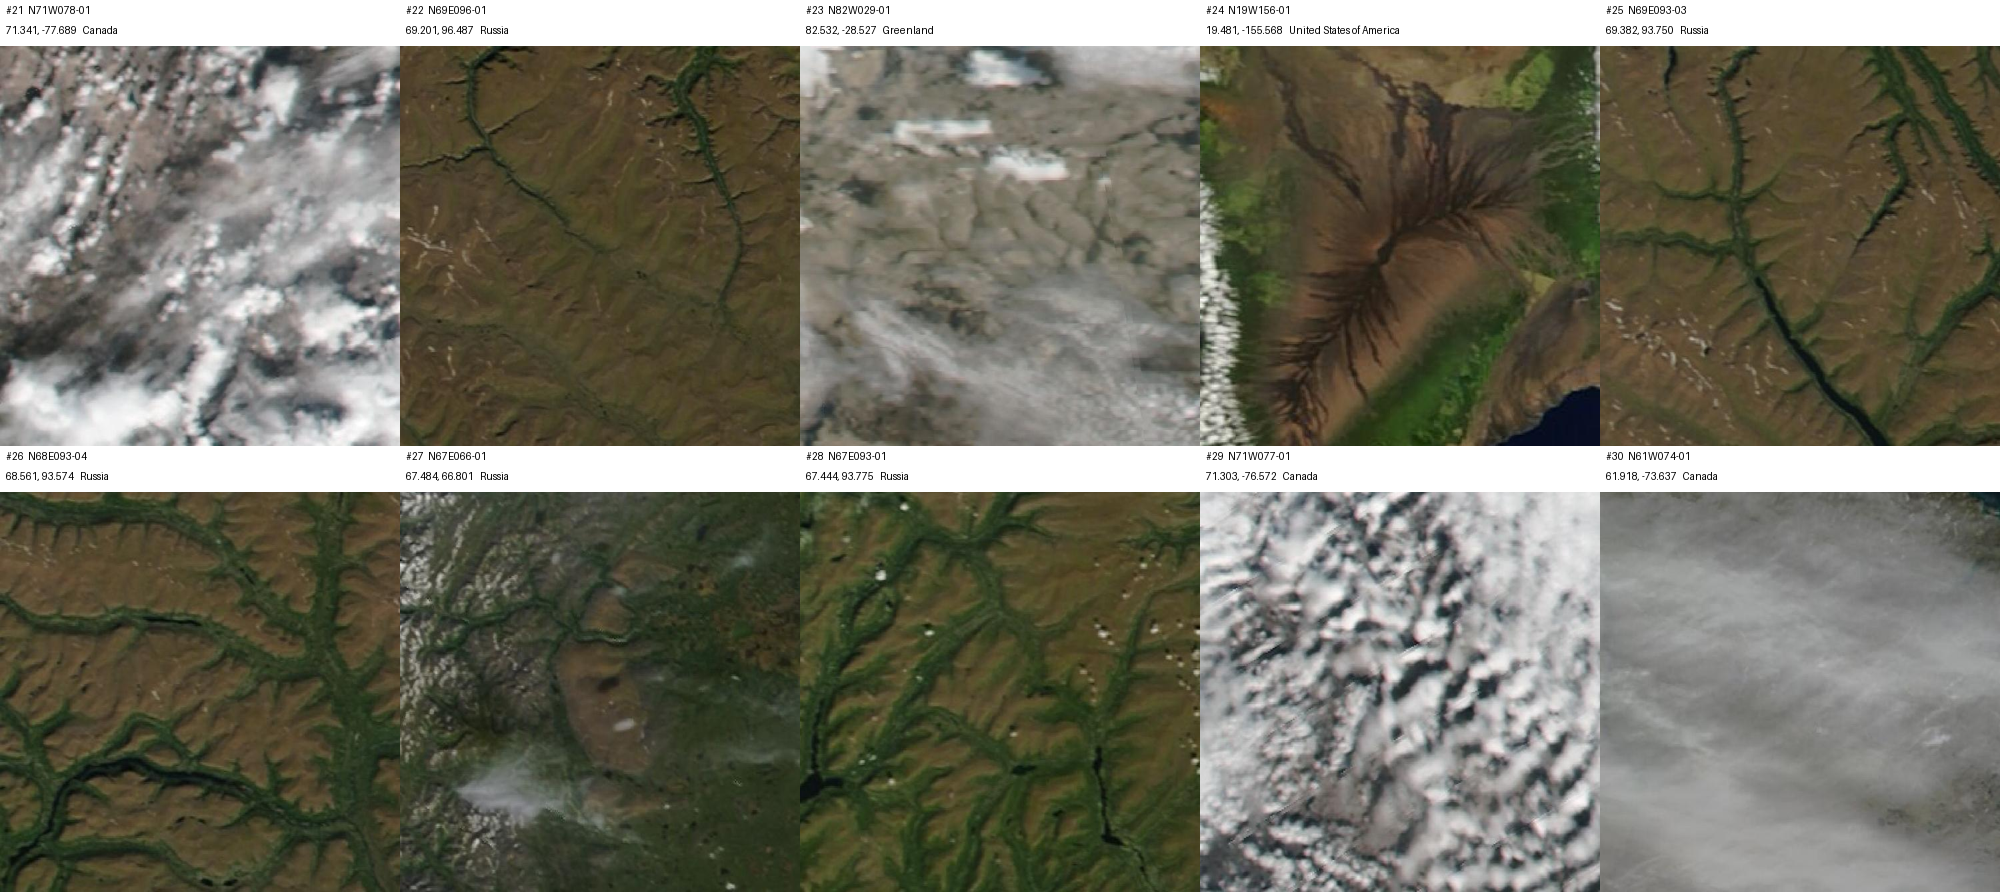 #21 N71W078-01
71.341, -77.689 Canada
#22 N69E096-01
69.201, 96.487 Russia
#23 N82W029-01
82.532, -28.527 Greenland
#24 N19W156-01
19.481, -155.568 United States of America
#25 N69E093-03
69.382, 93.750 Russia
#26 N68E093-04
68.561, 93.574 Russia
#27 N67E066-01
67.484, 66.801 Russia
#28 N67E093-01
67.444, 93.775 Russia
#29 N71W077-01
71.303, -76.572 Canada
#30 N61W074-01
61.918, -73.637 Canada